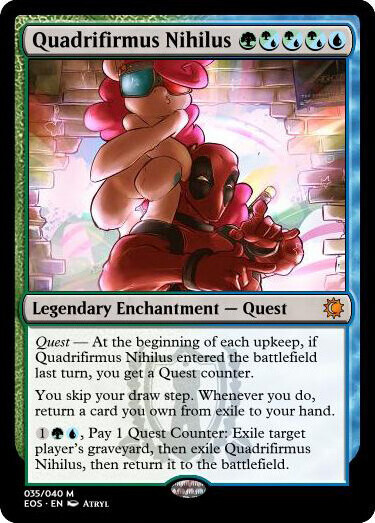 Quadrifirmus Nihilus
Legendary Enchantment — Quest
Quest — At the beginning of each upkeep, if
Quadrifirmus Nihilus entered the battlefield
last turn, you get a Quest counter.
You skip your draw step. Whenever you do,
return a card you own from exile to your hand.
1, Pay 1 Quest Counter: Exile target
player's graveyard, then exile Quadrifirmus
Nihilus, then return it to the battlefield.
035/040 M
EOS • EN ATRYL